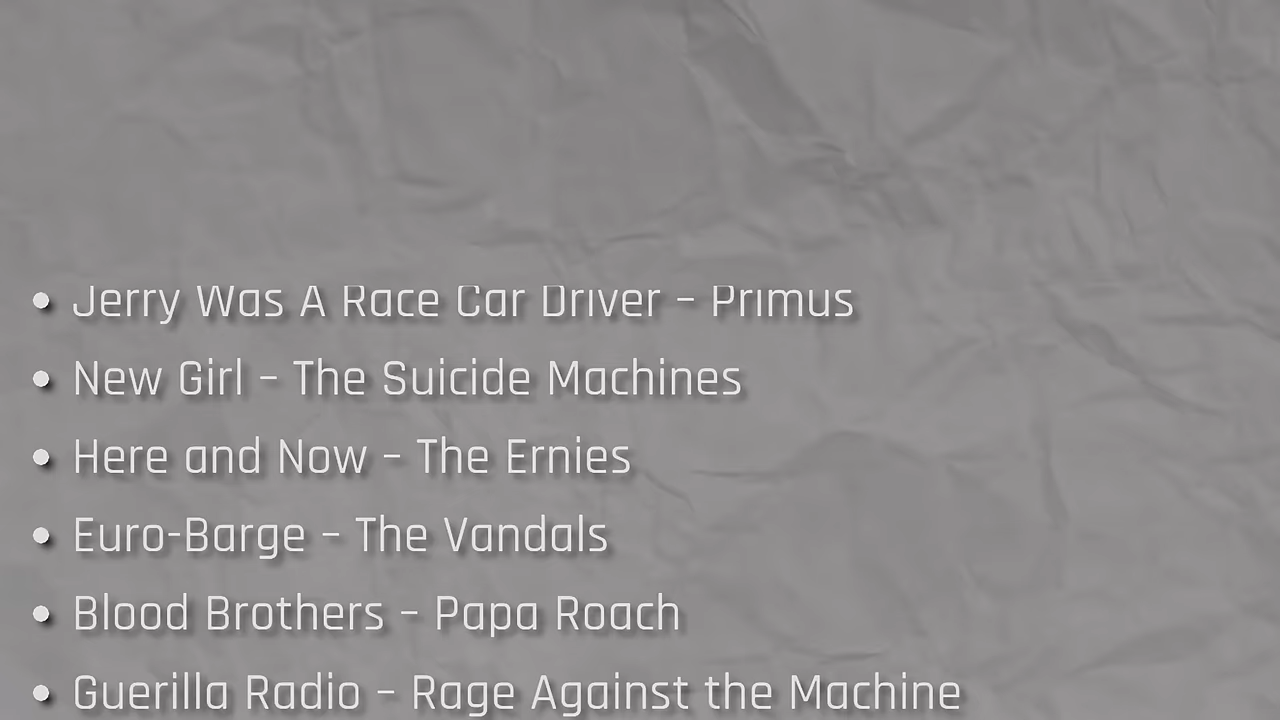 • Jerry Was A Race Car Driver – Primus
• New Girl – The Suicide Machines
• Here and Now – The Ernies
• Euro-Barge – The Vandals
• Blood Brothers – Papa Roach
• Guerilla Radio – Rage Against the Machine